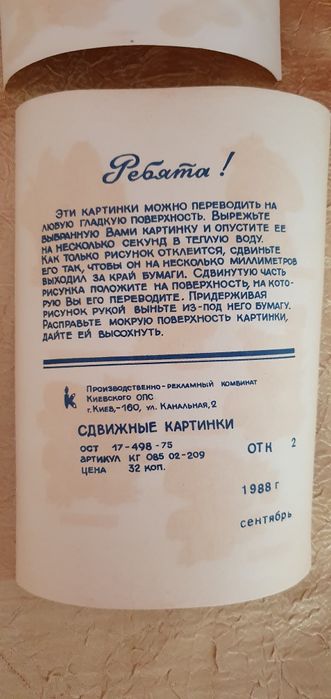 Ребята!
Эти картинки можно переводить на
любую гладкую поверхность. Вырежьте
выбранную Вами картинку и опустите ее
на несколько секунд в теплую воду.
Как только рисунок отклеится, сдвиньте
его так, чтобы он на несколько миллиметров
выходил за край бумаги. Сдвинутую часть
рисунка положите на поверхность, на кото-
рую Вы его переводите. Придерживая
рисунок рукой выньте из-под него бумагу.
Расправьте мокрую поверхность картинки,
дайте ей высохнуть.
Производственно-рекламный комбинат
Киевского ОПС
г. Киев,-160, ул. Канальная,2
СДВИЖНЫЕ КАРТИНКИ
ОСТ 17-498-75
АРТИКУЛ КГ 085 02-209
ЦЕНА 32 КОП.
ОТК 2
1988 г
сентябрь